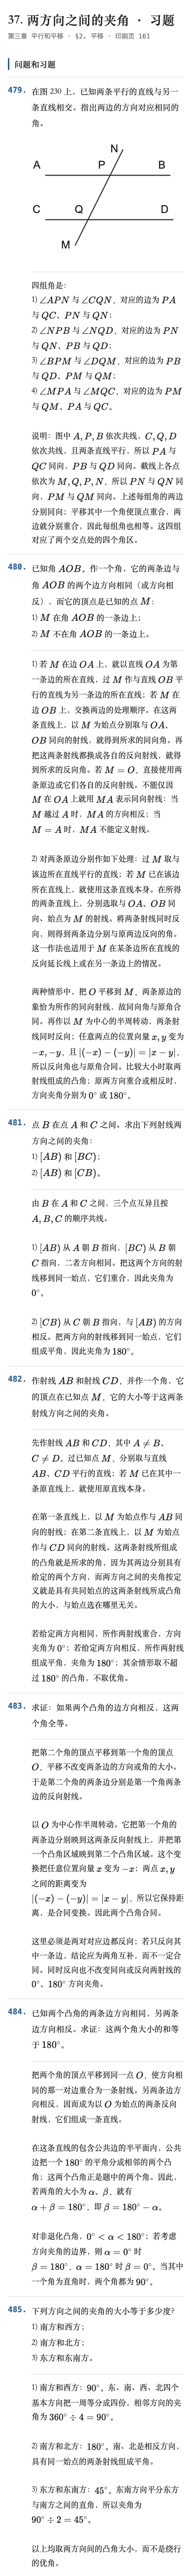 37. 两方向之间的夹角 · 习题
第三章 平行和平移 · §2、平移 · 印刷页 161
问题和习题
479. 在图 230 上，已知两条平行的直线与另一
条直线相交。指出两边的方向对应相同的
角。
N
A P B
C Q D
M
四组角是：
1) ∠APN 与 ∠CQN，对应的边为 PA
与 QC、PN 与 QN；
2) ∠NPB 与 ∠NQD，对应的边为 PN
与 QN、PB 与 QD；
3) ∠BPM 与 ∠DQM，对应的边为 PB
与 QD、PM 与 QM；
4) ∠MPA 与 ∠MQC，对应的边为 PM
与 QM、PA 与 QC。
说明：图中 A, P, B 依次共线，C, Q, D
依次共线，且两条直线平行，所以 PA 与
QC 同向，PB 与 QD 同向。截线上各点
依次为 M, Q, P, N，所以 PN 与 QN 同
向，PM 与 QM 同向。上述每组角的两边
分别同向；平移其中一个角使顶点重合，两
边就分别重合，因此每组角也相等。这四组
对应了两个交点处的四个角区。
480. 已知角 AOB。作一个角，它的两条边与
角 AOB 的两个边方向相同（或方向相
反），而它的顶点是已知的点 M：
1) M 在角 AOB 的一条边上；
2) M 不在角 AOB 的一条边上。
1) 若 M 在边 OA 上，就以直线 OA 为第
一条边的所在直线，过 M 作与直线 OB 平
行的直线为另一条边的所在直线；若 M 在
边 OB 上，交换两边的处理顺序。在这两
条直线上，以 M 为始点分别取与 OA、
OB 同向的射线，就得到所求的同向角。再
把这两条射线都换成各自的反向射线，就得
到所求的反向角。若 M = O，直接使用两
条原边或它们各自的反向射线。不能仅因
M 在 OA 上就用 MA 表示同向射线：当
M 越过 A 时，MA 的方向相反；当
M = A 时，MA 不能定义射线。
2) 对两条原边分别作如下处理：过 M 取与
该边所在直线平行的直线；若 M 已在该边
所在直线上，就使用这条直线本身。在所得
的两条直线上，分别选取与 OA、OB 同
向、始点为 M 的射线。将两条射线同时反
向，则得到两条边分别与原两边反向的角。
这一作法也适用于 M 在某条边所在直线的
反向延长线上或在另一条边上的情况。
两种情形中，把 O 平移到 M，两条原边的
象恰为所作的同向射线，故同向角与原角合
同。再作以 M 为中心的半周转动，两条射
线同时反向；任意两点的位置向量 x, y 变为
−x, −y，且 |(−x) − (−y)| = |x − y|，
所以反向角也与原角合同。比较大小时取两
射线组成的凸角；原两方向重合或相反时，
方向夹角分别为 0° 或 180°。
481. 点 B 在点 A 和 C 之间。求出下列射线两
方向之间的夹角：
1) [AB) 和 [BC)；
2) [AB) 和 [CB)。
由 B 在 A 和 C 之间，三个点互异且按
A, B, C 的顺序共线。
1) [AB) 从 A 朝 B 指向，[BC) 从 B 朝
C 指向，二者方向相同。把这两个方向的射
线移到同一始点，它们重合，因此夹角为
0°。
2) [CB) 从 C 朝 B 指向，与 [AB) 的方向
相反。把两方向的射线移到同一始点，它们
组成平角，因此夹角为 180°。
482. 作射线 AB 和射线 CD，并作一个角，它
的顶点在已知点 M，它的大小等于这两条
射线方向之间的夹角。
先作射线 AB 和 CD，其中 A ≠ B、
C ≠ D。过已知点 M，分别取与直线
AB、CD 平行的直线；若 M 已在其中一
条原直线上，就使用原直线本身。
在第一条直线上，以 M 为始点作与 AB 同
向的射线；在第二条直线上，以 M 为始点
作与 CD 同向的射线。这两条射线所组成
的凸角就是所求的角，因为其两边分别具有
给定的两个方向，而两方向之间的夹角按定
义就是具有共同始点的这两条射线所成凸角
的大小，与始点选在哪里无关。
若给定两方向相同，所作两射线重合，方向
夹角为 0°；若给定两方向相反，所作两射线
组成平角，夹角为 180°；其余情形取不超
过 180° 的凸角，不取优角。
483. 求证：如果两个凸角的边方向相反，这两
个角全等。
把第二个角的顶点平移到第一个角的顶点
O。平移不改变两条边的方向或角的大小。
于是第二个角的两条边分别是第一个角两条
边的反向射线。
以 O 为中心作半周转动。它把第一个角的
两条边分别映到这两条反向射线上，并把第
一个凸角区域映到第二个凸角区域。这个变
换把任意位置向量 x 变为 −x；两点 x, y
之间的距离变为
|(−x) − (−y)| = |x − y|，所以它保持距
离，是合同变换。因此两个凸角合同。
这里必须是两对对应边都反向；若只反向其
中一条边，结论应为两角互补，而不一定合
同。同时反向也不改变同向或反向两射线的
0°、180° 方向夹角。
484. 已知两个凸角的两条边方向相同，另两条
边方向相反。求证：这两个角大小的和等
于 180°。
把两个角的顶点平移到同一点 O，使方向相
同的那一对边重合为一条射线。另两条边方
向相反，因而成为以 O 为始点的两条反向
射线，它们组成一条直线。
在这条直线的包含公共边的半平面内，公共
边把一个 180° 的平角分成相邻的两个凸
角；这两个凸角正是题中的两个角。因此，
若两角的大小为 α、β，就有
α + β = 180°，即 β = 180° − α。
对非退化凸角，0° < α < 180°；若考虑
方向夹角的边界，则 α = 0° 时
β = 180°，α = 180° 时 β = 0°。当其中
一个角为直角时，两个角都为 90°。
485. 下列方向之间的夹角的大小等于多少度?
1) 南方和西方；
2) 南方和北方；
3) 东方和东南方。
1) 南方和西方：90°。东、南、西、北四个
基本方向把一周等分成四份，相邻方向的夹
角为 360° ÷ 4 = 90°。
2) 南方和北方：180°。南、北是相反方向，
具有同一始点的两条射线组成平角。
3) 东方和东南方：45°。东南方向平分东方
与南方之间的直角，所以夹角为
90° ÷ 2 = 45°。
以上均取两方向间的凸角大小，而不是绕行
的优角。